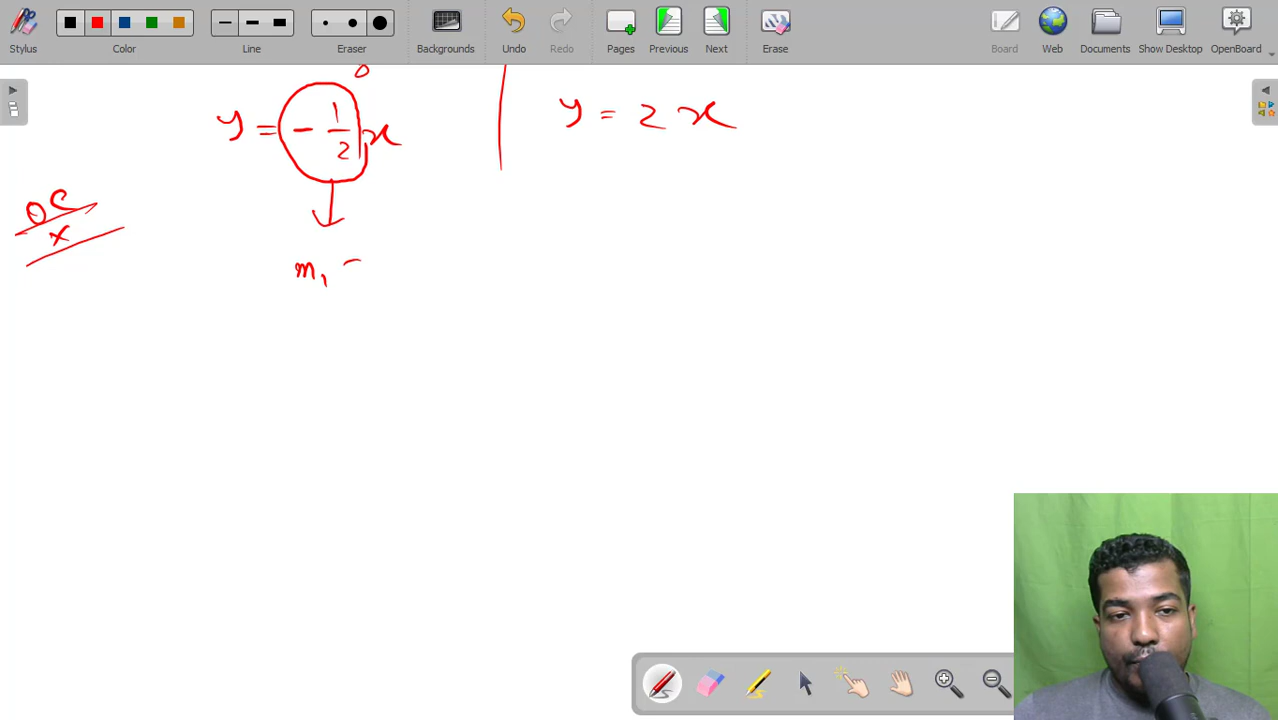 Stylus Color Line Eraser Backgrounds Undo Redo Pages Previous Next Erase Board Web Documents Show Desktop OpenBoard
y = - 1/2 x
y = 2x
m₁ =